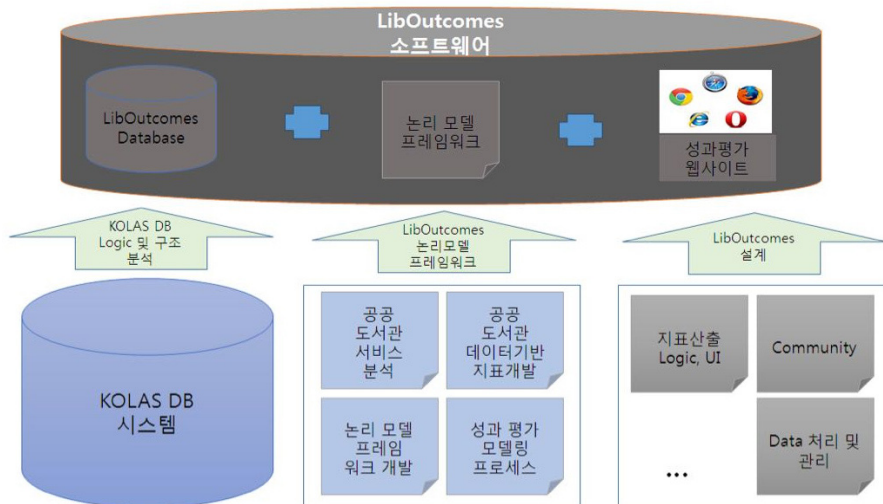 LibOutcomes
소프트웨어
LibOutcomes
Database
논리 모델
프레임워크
성과평가
웹사이트
KOLAS DB
Logic 및 구조
분석
LibOutcomes
논리모델
프레임워크
LibOutcomes
설계
KOLAS DB
시스템
공공
도서관
서비스
분석
공공
도서관
데이터기반
지표개발
논리 모델
프레임
워크 개발
성과 평가
모델링
프로세스
지표산출
Logic, UI
Community
...
Data 처리 및
관리